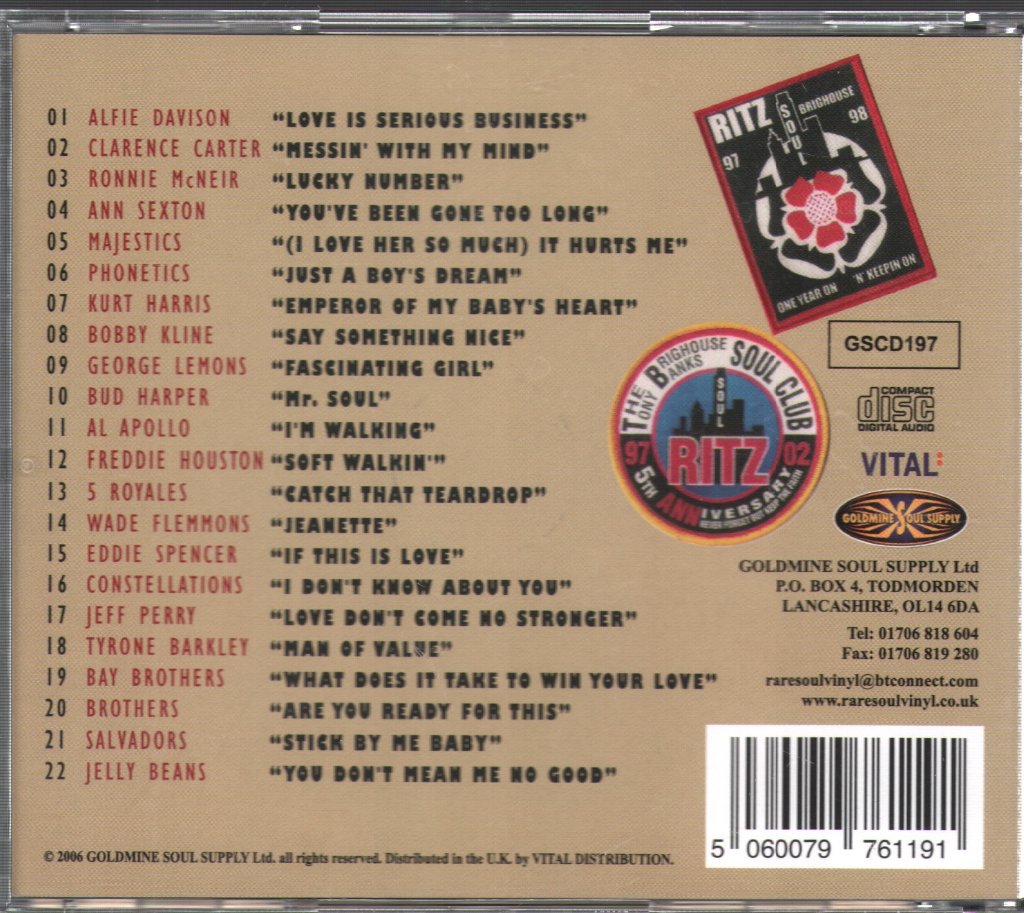 01 ALFIE DAVISON "LOVE IS SERIOUS BUSINESS"
02 CLARENCE CARTER "MESSIN' WITH MY MIND"
03 RONNIE McNEIR "LUCKY NUMBER"
04 ANN SEXTON "YOU'VE BEEN GONE TOO LONG"
05 MAJESTICS "(I LOVE HER SO MUCH) IT HURTS ME"
06 PHONETICS "JUST A BOY'S DREAM"
07 KURT HARRIS "EMPEROR OF MY BABY'S HEART"
08 BOBBY KLINE "SAY SOMETHING NICE"
09 GEORGE LEMONS "FASCINATING GIRL"
10 BUD HARPER "Mr. SOUL"
11 AL APOLLO "I'M WALKING"
12 FREDDIE HOUSTON "SOFT WALKIN'"
13 5 ROYALES "CATCH THAT TEARDROP"
14 WADE FLEMMONS "JEANETTE"
15 EDDIE SPENCER "IF THIS IS LOVE"
16 CONSTELLATIONS "I DON'T KNOW ABOUT YOU"
17 JEFF PERRY "LOVE DON'T COME NO STRONGER"
18 TYRONE BARKLEY "MAN OF VALUE"
19 BAY BROTHERS "WHAT DOES IT TAKE TO WIN YOUR LOVE"
20 BROTHERS "ARE YOU READY FOR THIS"
21 SALVADORS "STICK BY ME BABY"
22 JELLY BEANS "YOU DON'T MEAN ME NO GOOD"
RITZ SOUL BRIGHOUSE
97 98
ONE YEAR ON 'N' KEEPIN ON
GSCD197
THE TONY BRIGHOUSE BANKS SOUL CLUB
SOUL
97 RITZ 02
5TH ANNIVERSARY
NEVER FORGET BUT KEEP THE FAITH
COMPACT
disc
DIGITAL AUDIO
VITAL:
GOLDMINE SOUL SUPPLY
GOLDMINE SOUL SUPPLY Ltd
P.O. BOX 4, TODMORDEN
LANCASHIRE, OL14 6DA
Tel: 01706 818 604
Fax: 01706 819 280
raresoulvinyl@btconnect.com
www.raresoulvinyl.co.uk
5 060079 761191
© 2006 GOLDMINE SOUL SUPPLY Ltd. all rights reserved. Distributed in the U.K. by VITAL DISTRIBUTION.